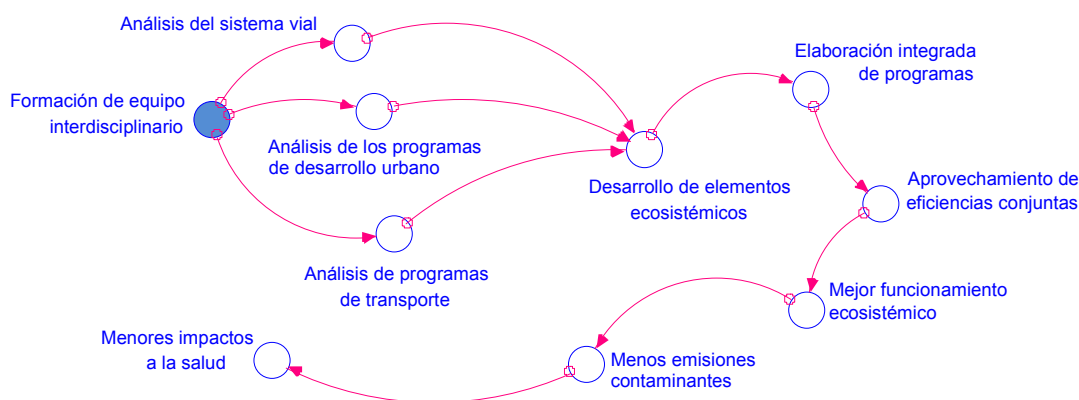 Análisis del sistema vial
Formación de equipo
interdisciplinario
Análisis de los programas
de desarrollo urbano
Análisis de programas
de transporte
Desarrollo de elementos
ecosistémicos
Elaboración integrada
de programas
Aprovechamiento de
eficiencias conjuntas
Mejor funcionamiento
ecosistémico
Menos emisiones
contaminantes
Menores impactos
a la salud